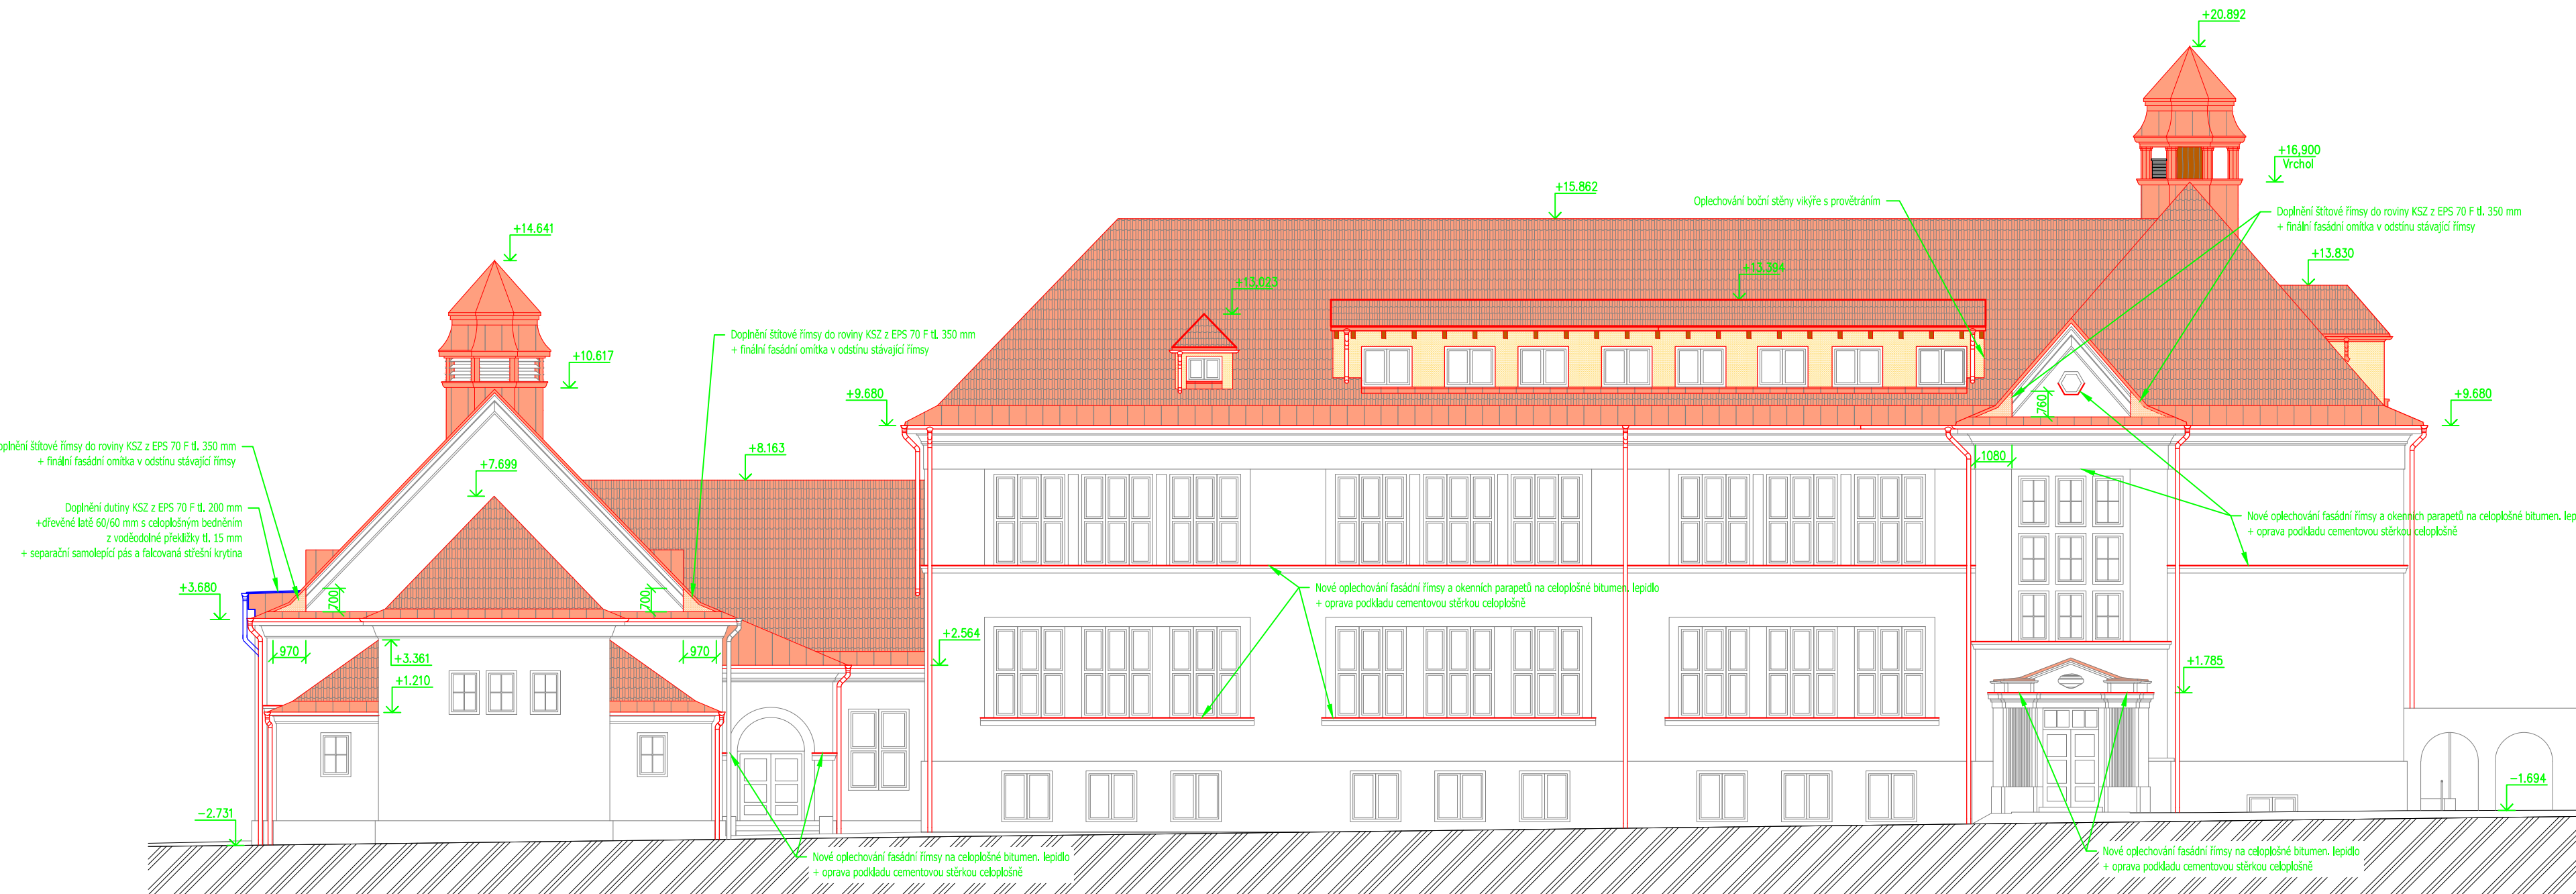 +20.892
+16,900
Vrchol
+15.862
Oplechování boční stěny vikýře s provětráním
Doplnění štítové římsy do roviny KSZ z EPS 70 F tl. 350 mm
+ finální fasádní omítka v odstínu stávající římsy
+14.641
+13.830
+13.394
+13.023
Doplnění štítové římsy do roviny KSZ z EPS 70 F tl. 350 mm
+ finální fasádní omítka v odstínu stávající římsy
+10.617
+9.680
+9.680
760
oplnění štítové římsy do roviny KSZ z EPS 70 F tl. 350 mm
+ finální fasádní omítka v odstínu stávající římsy
+8.163
1080
+7.699
Doplnění dutiny KSZ z EPS 70 F tl. 200 mm
+dřevěné latě 60/60 mm s celoplošným bedněním
z voděodolné překližky tl. 15 mm
+ separační samolepící pás a falcovaná střešní krytina
Nové oplechování fasádní římsy a okenních parapetů na celoplošné bitumen. lep
+ oprava podkladu cementovou stěrkou celoplošně
+3.680
700
700
Nové oplechování fasádní římsy a okenních parapetů na celoplošné bitumen. lepidlo
+ oprava podkladu cementovou stěrkou celoplošně
+2.564
970
970
+3.361
+1.785
+1.210
-1.694
-2.731
Nové oplechování fasádní římsy na celoplošné bitumen. lepidlo
+ oprava podkladu cementovou stěrkou celoplošně
Nové oplechování fasádní římsy na celoplošné bitumen. lepidlo
+ oprava podkladu cementovou stěrkou celoplošně